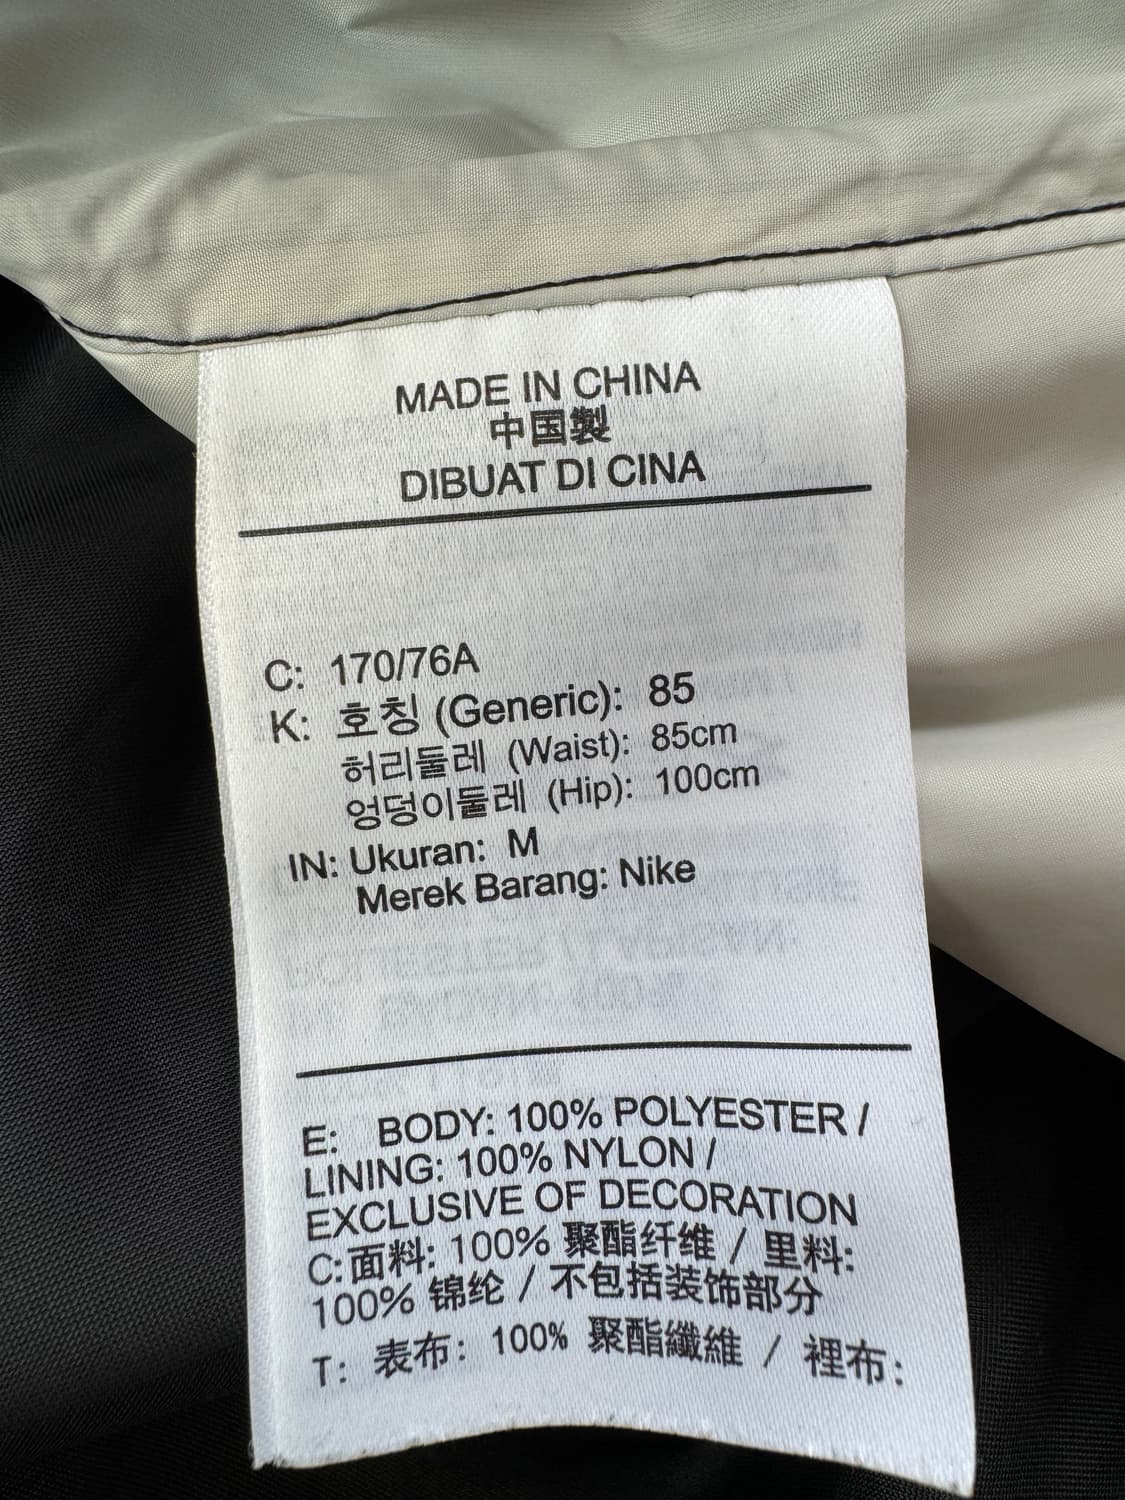 MADE IN CHINA
中国製
DIBUAT DI CINA
C: 170/76A
K: 호칭 (Generic): 85
허리둘레 (Waist): 85cm
엉덩이둘레 (Hip): 100cm
IN: Ukuran: M
Merek Barang: Nike
E: BODY: 100% POLYESTER /
LINING: 100% NYLON /
EXCLUSIVE OF DECORATION
C:面料: 100% 聚酯纤维 / 里料:
100% 锦纶 / 不包括装饰部分
T: 表布: 100% 聚酯纖維 / 裡布: